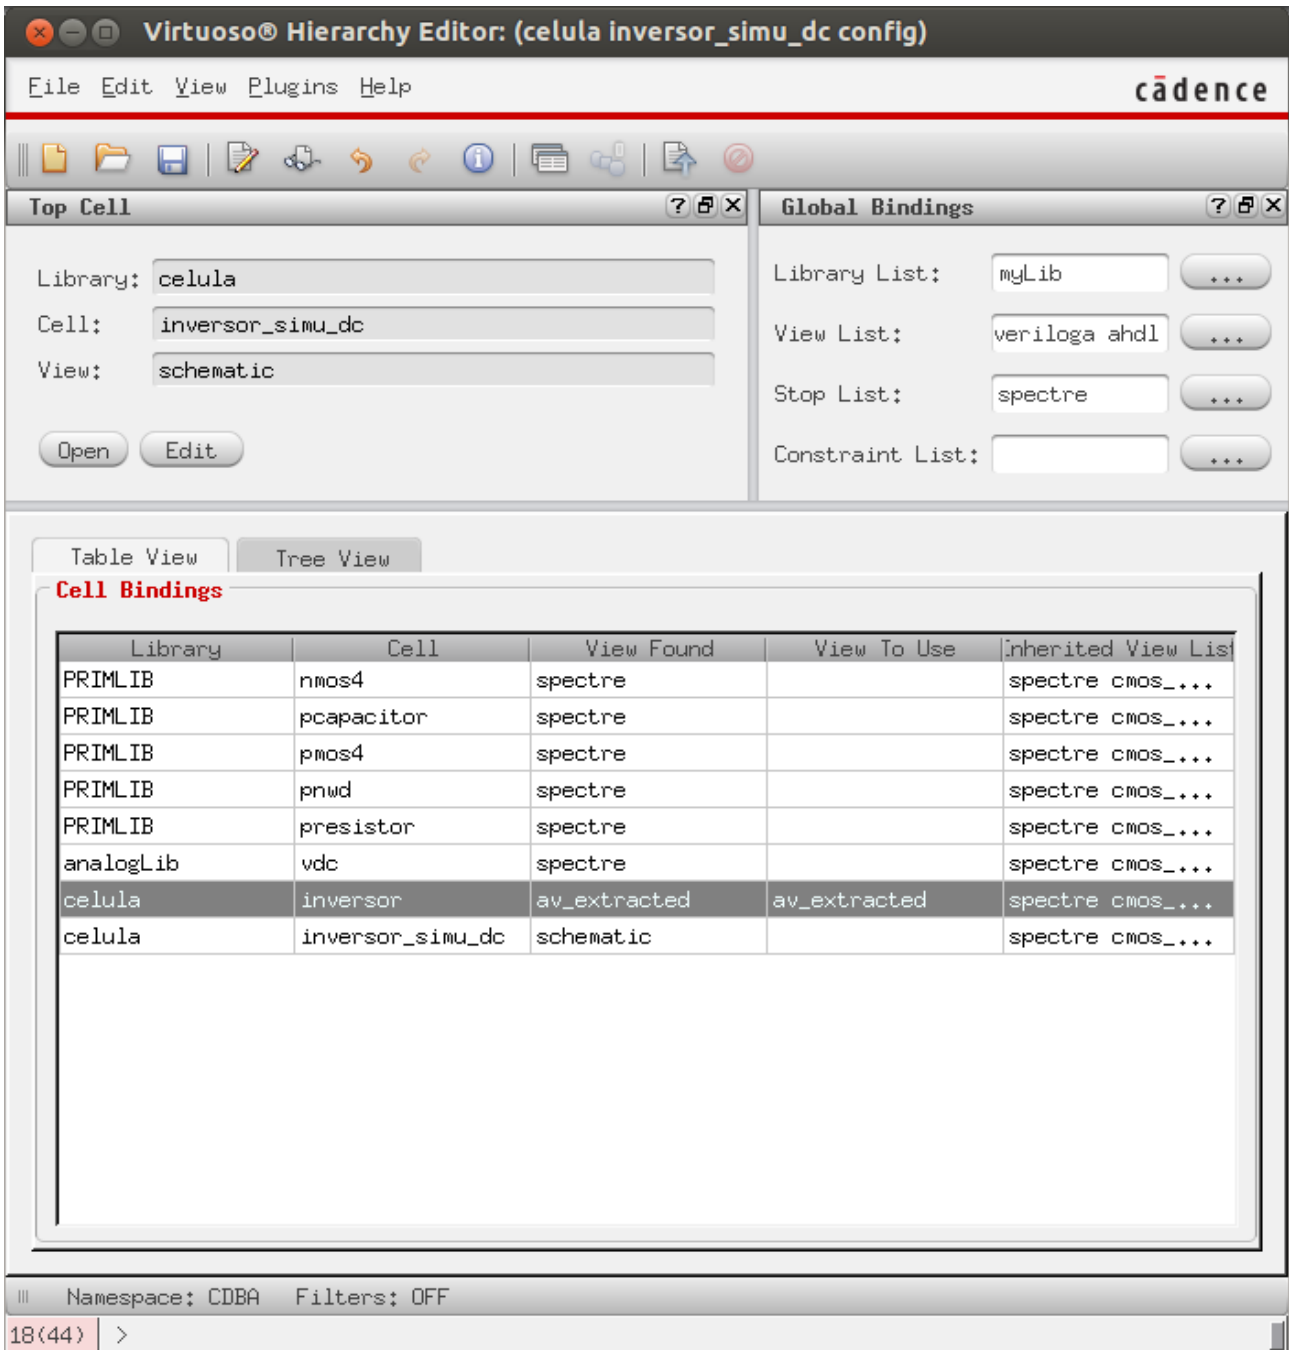 Virtuoso® Hierarchy Editor: (celula inversor_simu_dc config)
File Edit View Plugins Help
cādence
Top Cell
Library: celula
Cell: inversor_simu_dc
View: schematic
Open Edit
Global Bindings
Library List: myLib ...
View List: veriloga ahdl ...
Stop List: spectre ...
Constraint List: ...
Table View Tree View
Cell Bindings
Library Cell View Found View To Use Inherited View List
PRIMLIB nmos4 spectre spectre cmos_...
PRIMLIB pcapacitor spectre spectre cmos_...
PRIMLIB pmos4 spectre spectre cmos_...
PRIMLIB pnwd spectre spectre cmos_...
PRIMLIB presistor spectre spectre cmos_...
analogLib vdc spectre spectre cmos_...
celula inversor av_extracted av_extracted spectre cmos_...
celula inversor_simu_dc schematic spectre cmos_...
Namespace: CDBA Filters: OFF
18(44) >